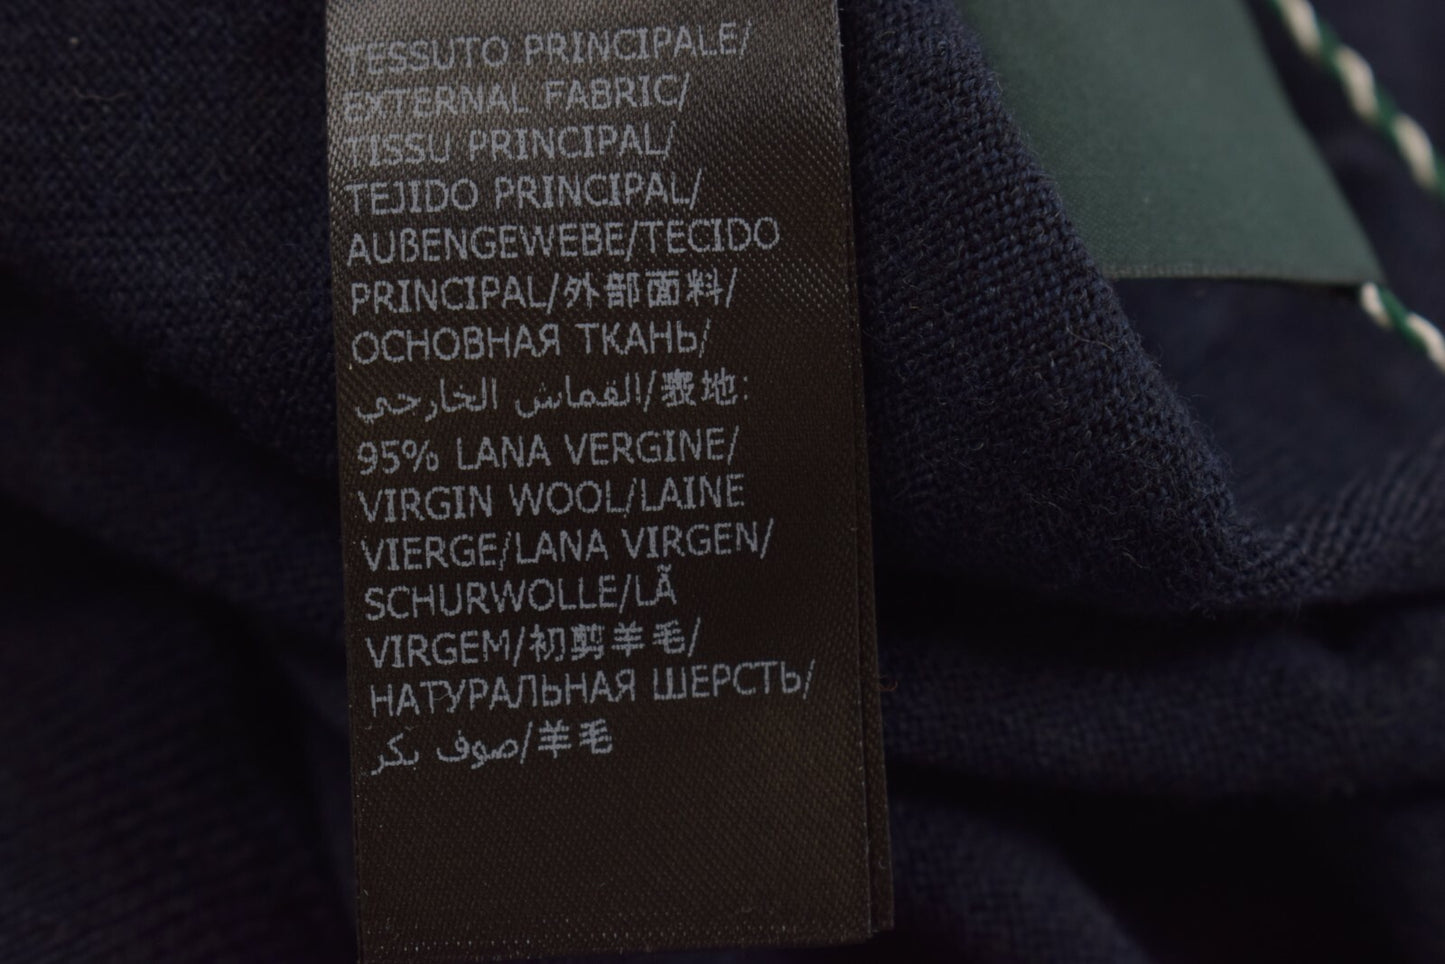 TESSUTO PRINCIPALE/
EXTERNAL FABRIC/
TISSU PRINCIPAL/
TEJIDO PRINCIPAL/
AUßENGEWEBE/TECIDO
PRINCIPAL/外部面料/
ОСНОВНАЯ ТКАНЬ/
القماش الخارجي/表地:
95% LANA VERGINE/
VIRGIN WOOL/LAINE
VIERGE/LANA VIRGEN/
SCHURWOLLE/LÃ
VIRGEM/初剪羊毛/
НАТУРАЛЬНАЯ ШЕРСТЬ/
صوف بكر/羊毛